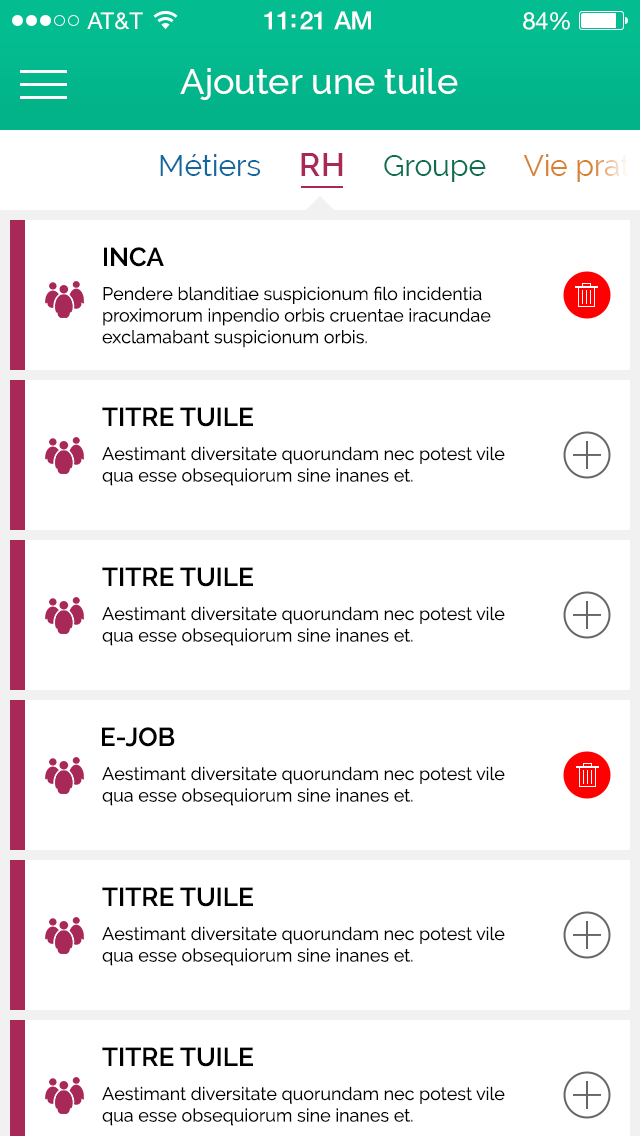 AT&T 11:21 AM 84%
Ajouter une tuile
Métiers RH Groupe Vie prat
INCA
Pendere blanditiae suspicionum filo incidentia
proximorum inpendio orbis cruentae iracundae
exclamabant suspicionum orbis.
TITRE TUILE
Aestimant diversitate quorundam nec potest vile
qua esse obsequiorum sine inanes et.
TITRE TUILE
Aestimant diversitate quorundam nec potest vile
qua esse obsequiorum sine inanes et.
E-JOB
Aestimant diversitate quorundam nec potest vile
qua esse obsequiorum sine inanes et.
TITRE TUILE
Aestimant diversitate quorundam nec potest vile
qua esse obsequiorum sine inanes et.
TITRE TUILE
Aestimant diversitate quorundam nec potest vile
qua esse obsequiorum sine inanes et.